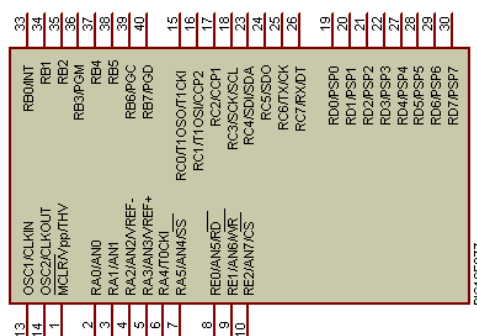 13 OSC1/CLKIN RB0/INT 33
14 OSC2/CLKOUT RB1 34
1 MCLR/Vpp/THV RB2 35
RB3/PGM 36
2 RA0/AN0 RB4 37
3 RA1/AN1 RB5 38
4 RA2/AN2/VREF- RB6/PGC 39
5 RA3/AN3/VREF+ RB7/PGD 40
6 RA4/T0CKI
7 RA5/AN4/SS RC0/T1OSO/T1CKI 15
RC1/T1OSI/CCP2 16
8 RE0/AN5/RD RC2/CCP1 17
9 RE1/AN6/WR RC3/SCK/SCL 18
10 RE2/AN7/CS RC4/SDI/SDA 23
RC5/SDO 24
RC6/TX/CK 25
RC7/RX/DT 26
RD0/PSP0 19
RD1/PSP1 20
RD2/PSP2 21
RD3/PSP3 22
RD4/PSP4 27
RD5/PSP5 28
RD6/PSP6 29
RD7/PSP7 30